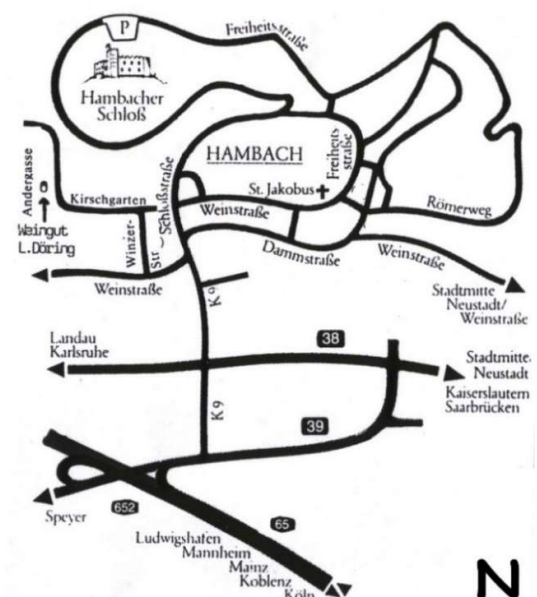 P
Freiheitsstraße
Hambacher
Schloß
HAMBACH
Freiheits
straße
Schloßstraße
St. Jakobus
Andergasse
Kirschgarten
Weinstraße
Römerweg
Weingut
L.Döring
Winzer-
Str
Dammstraße
Weinstraße
Weinstraße
Stadtmitte
Neustadt/
Weinstraße
K 9
38
Landau
Karlsruhe
Stadtmitte
Neustadt
Kaiserslautern
Saarbrücken
K 9
39
Speyer
652
65
Ludwigshafen
Mannheim
Mainz
Koblenz
Köln
N